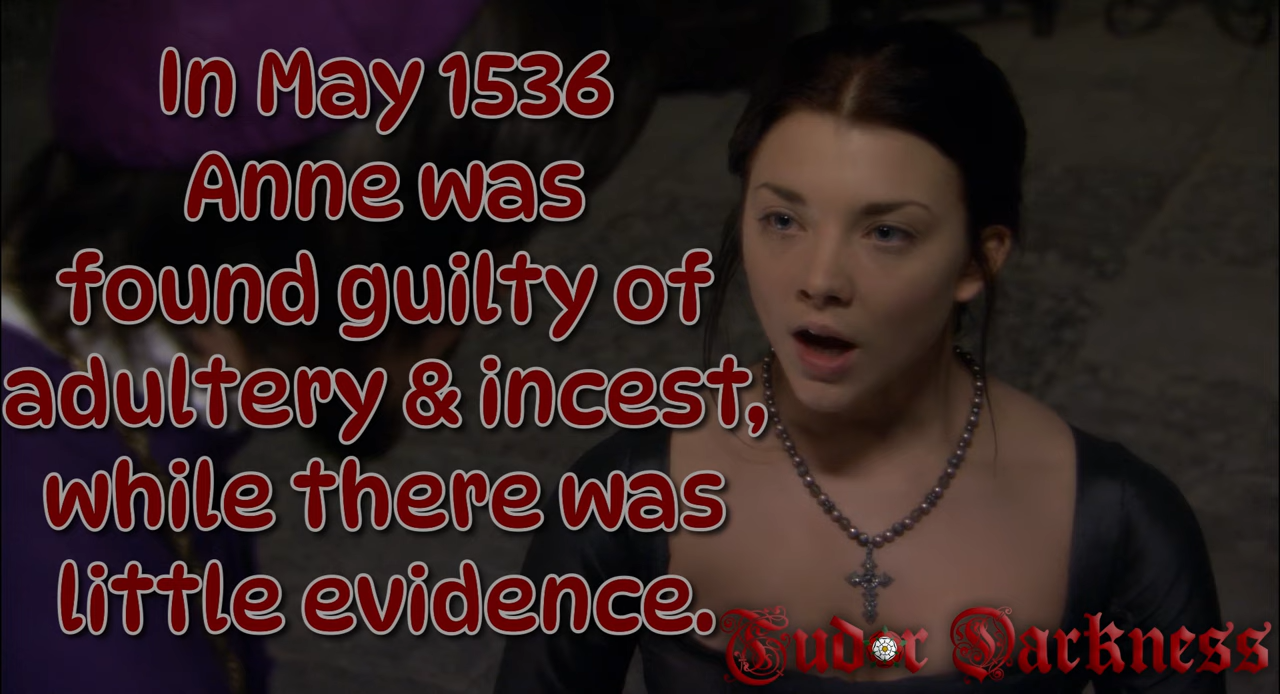 In May 1536
Anne was
found guilty of
adultery & incest,
while there was
little evidence.
Tudor Darkness